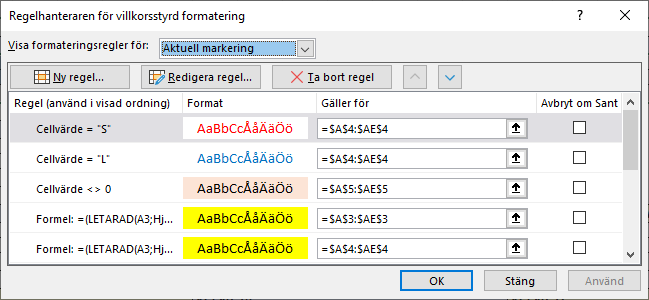 Regelhanteraren för villkorsstyrd formatering
Visa formateringsregler för: Aktuell markering
Ny regel... Redigera regel... Ta bort regel
Regel (använd i visad ordning) Format Gäller för Avbryt om Sant
Cellvärde = "S" AaBbCcÅåÄäÖö =$A$4:$AE$4
Cellvärde = "L" AaBbCcÅåÄäÖö =$A$4:$AE$4
Cellvärde <> 0 AaBbCcÅåÄäÖö =$A$5:$AE$5
Formel: =(LETARAD(A3;Hj... AaBbCcÅåÄäÖö =$A$3:$AE$3
Formel: =(LETARAD(A3;Hj... AaBbCcÅåÄäÖö =$A$4:$AE$4
OK Stäng Använd